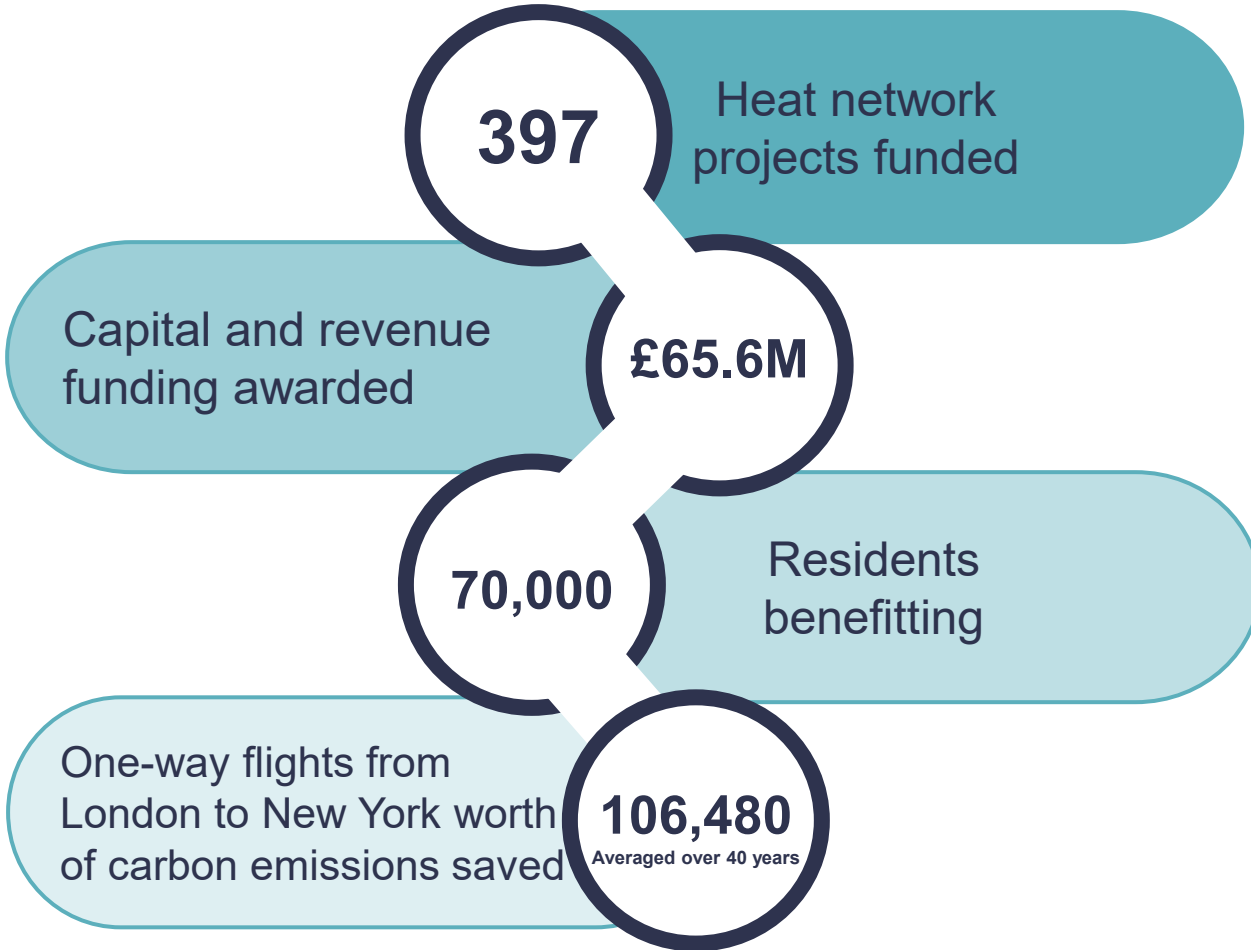 397
Heat network
projects funded
Capital and revenue
funding awarded
£65.6M
70,000
Residents
benefitting
One-way flights from
London to New York worth
of carbon emissions saved
106,480
Averaged over 40 years